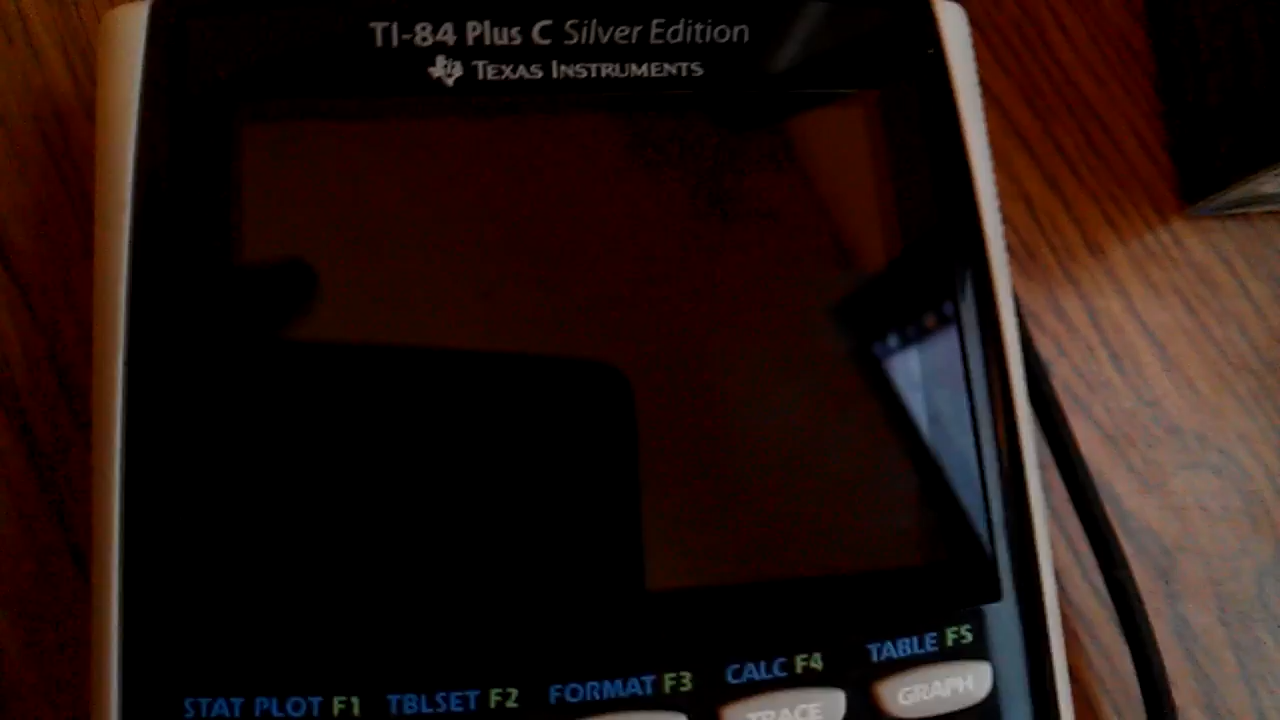 TI-84 Plus C Silver Edition
TEXAS INSTRUMENTS
STAT PLOT F1 TBLSET F2 FORMAT F3 CALC F4 TABLE F5
TRACE GRAPH